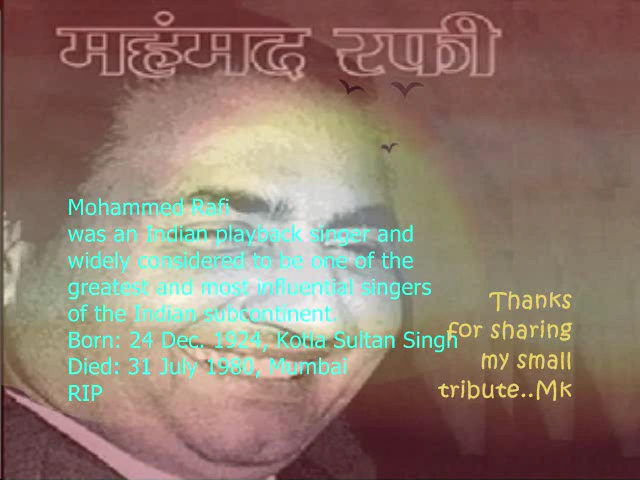 महंमद रफी
Mohammed Rafi
was an Indian playback singer and
widely considered to be one of the
greatest and most influential singers
of the Indian subcontinent.
Born: 24 Dec. 1924, Kotla Sultan Singh
Died: 31 July 1980, Mumbai
RIP
Thanks
for sharing
my small
tribute..Mk